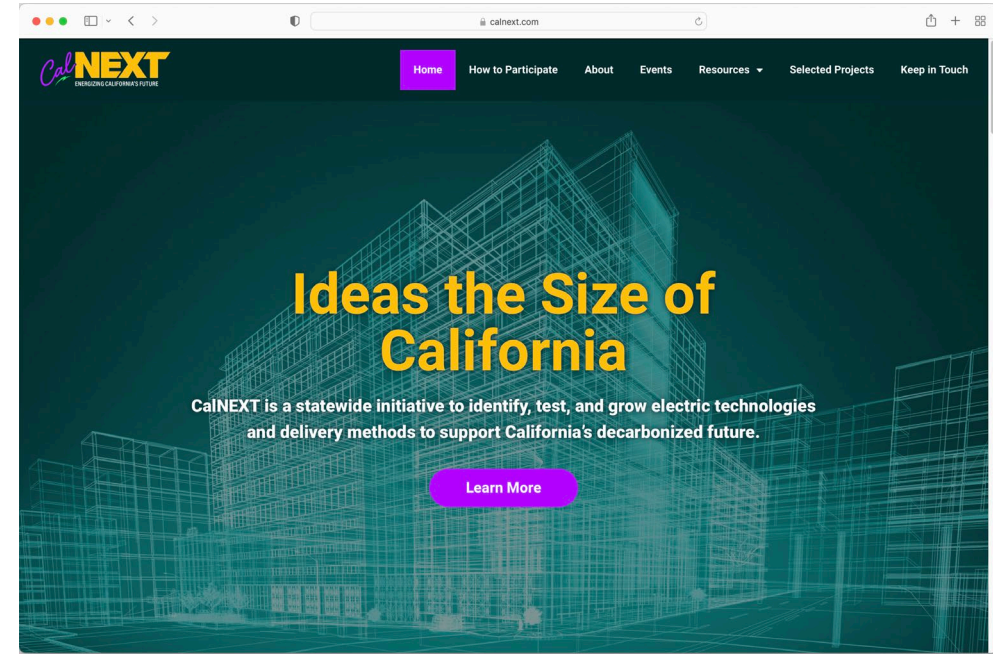 calnext.com
CalNEXT
ENERGIZING CALIFORNIA'S FUTURE
Home
How to Participate
About
Events
Resources
Selected Projects
Keep in Touch
Ideas the Size of
California
CalNEXT is a statewide initiative to identify, test, and grow electric technologies
and delivery methods to support California's decarbonized future.
Learn More